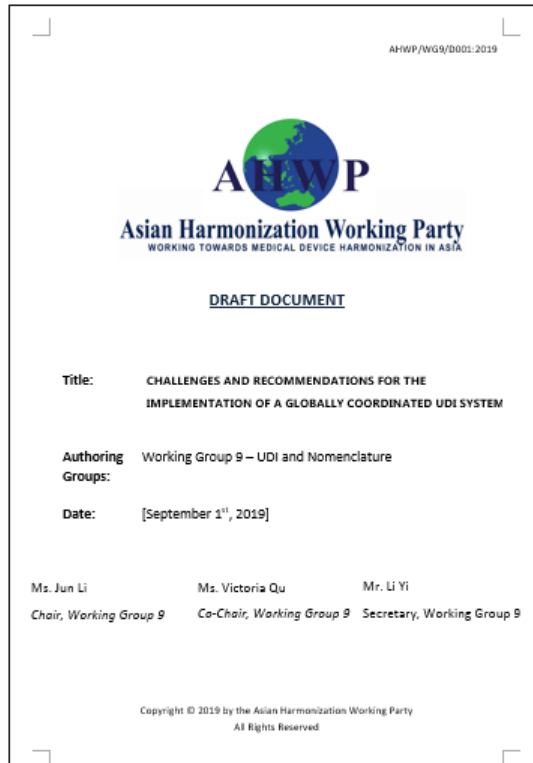 AHWP/WG9/D001:2019
AHWP
Asian Harmonization Working Party
WORKING TOWARDS MEDICAL DEVICE HARMONIZATION IN ASIA
DRAFT DOCUMENT
Title: CHALLENGES AND RECOMMENDATIONS FOR THE
IMPLEMENTATION OF A GLOBALLY COORDINATED UDI SYSTEM
Authoring Working Group 9 – UDI and Nomenclature
Groups:
Date: [September 1st, 2019]
Ms. Jun Li Ms. Victoria Qu Mr. Li Yi
Chair, Working Group 9 Co-Chair, Working Group 9 Secretary, Working Group 9
Copyright © 2019 by the Asian Harmonization Working Party
All Rights Reserved